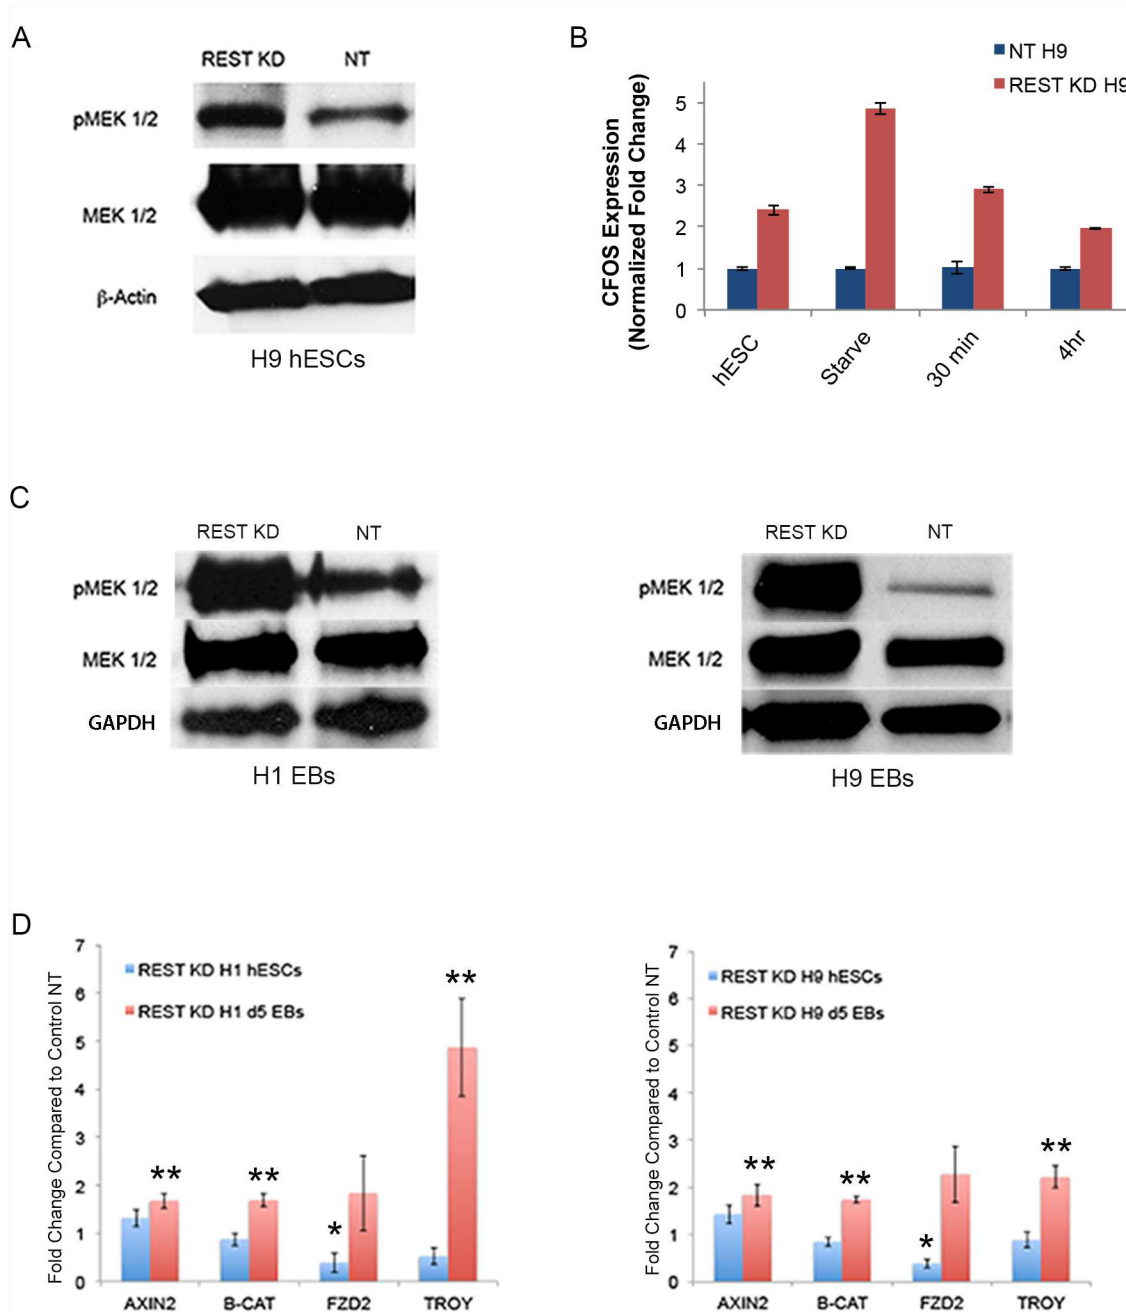 A
REST KD NT
pMEK 1/2
MEK 1/2
β-Actin
H9 hESCs
B
NT H9
REST KD H9
CFOS Expression
(Normalized Fold Change)
5
4
3
2
1
0
hESC Starve 30 min 4hr
C
REST KD NT
pMEK 1/2
MEK 1/2
GAPDH
H1 EBs
REST KD NT
pMEK 1/2
MEK 1/2
GAPDH
H9 EBs
D
Fold Change Compared to Control NT
7
6
5
4
3
2
1
0
REST KD H1 hESCs
REST KD H1 d5 EBs
** ** * **
AXIN2 B-CAT FZD2 TROY
Fold Change Compared to Control NT
7
6
5
4
3
2
1
0
REST KD H9 hESCs
REST KD H9 d5 EBs
** ** * **
AXIN2 B-CAT FZD2 TROY